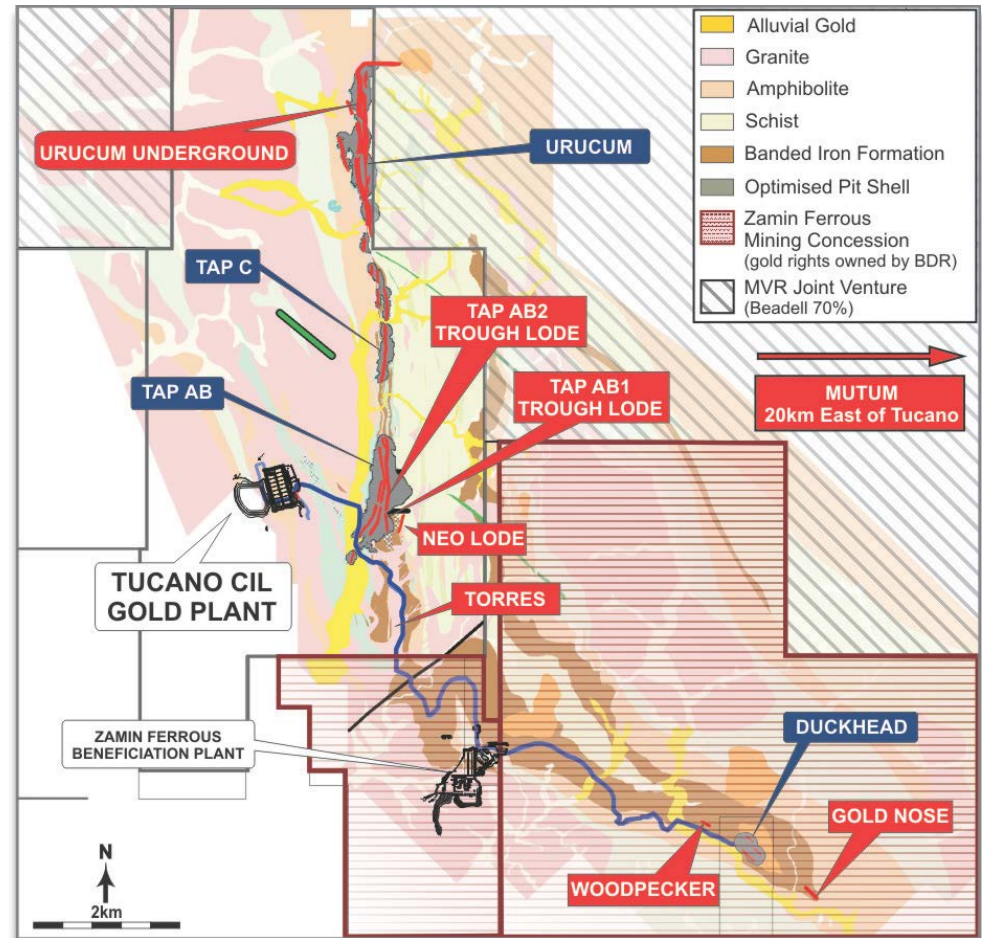 Alluvial Gold
Granite
Amphibolite
Schist
Banded Iron Formation
Optimised Pit Shell
Zamin Ferrous
Mining Concession
(gold rights owned by BDR)
MVR Joint Venture
(Beadell 70%)
URUCUM UNDERGROUND
URUCUM
TAP C
TAP AB2
TROUGH LODE
TAP AB
TAP AB1
TROUGH LODE
MUTUM
20km East of Tucano
NEO LODE
TUCANO CIL
GOLD PLANT
TORRES
ZAMIN FERROUS
BENEFICIATION PLANT
DUCKHEAD
GOLD NOSE
WOODPECKER
N
2km